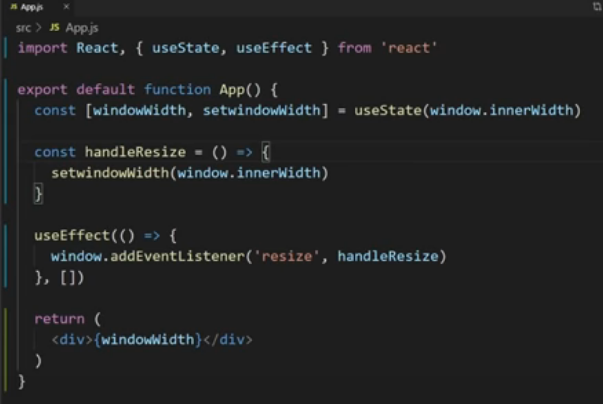 JS App.js ×
src > JS App.js
import React, { useState, useEffect } from 'react'
export default function App() {
const [windowWidth, setwindowWidth] = useState(window.innerWidth)
const handleResize = () => {
setwindowWidth(window.innerWidth)
}
useEffect(() => {
window.addEventListener('resize', handleResize)
}, [])
return (
<div>{windowWidth}</div>
)
}